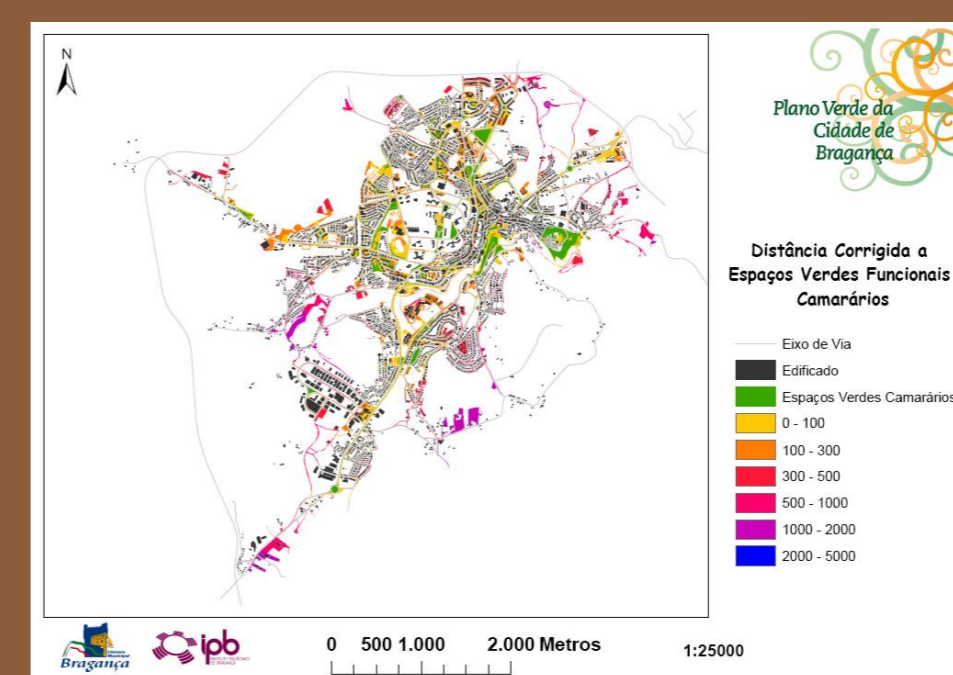 N
Plano Verde da
Cidade de
Bragança
Distância Corrigida a
Espaços Verdes Funcionais
Camarários
Eixo de Via
Edificado
Espaços Verdes Camarários
0 - 100
100 - 300
300 - 500
500 - 1000
1000 - 2000
2000 - 5000
Bragança
ipb
0 500 1.000 2.000 Metros
1:25000